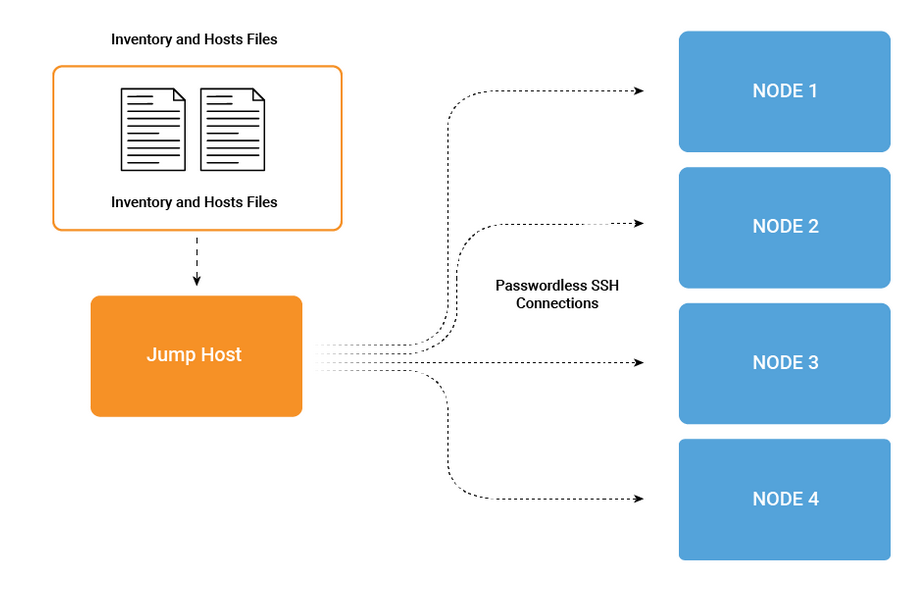 Inventory and Hosts Files
Inventory and Hosts Files
Jump Host
Passwordless SSH
Connections
NODE 1
NODE 2
NODE 3
NODE 4